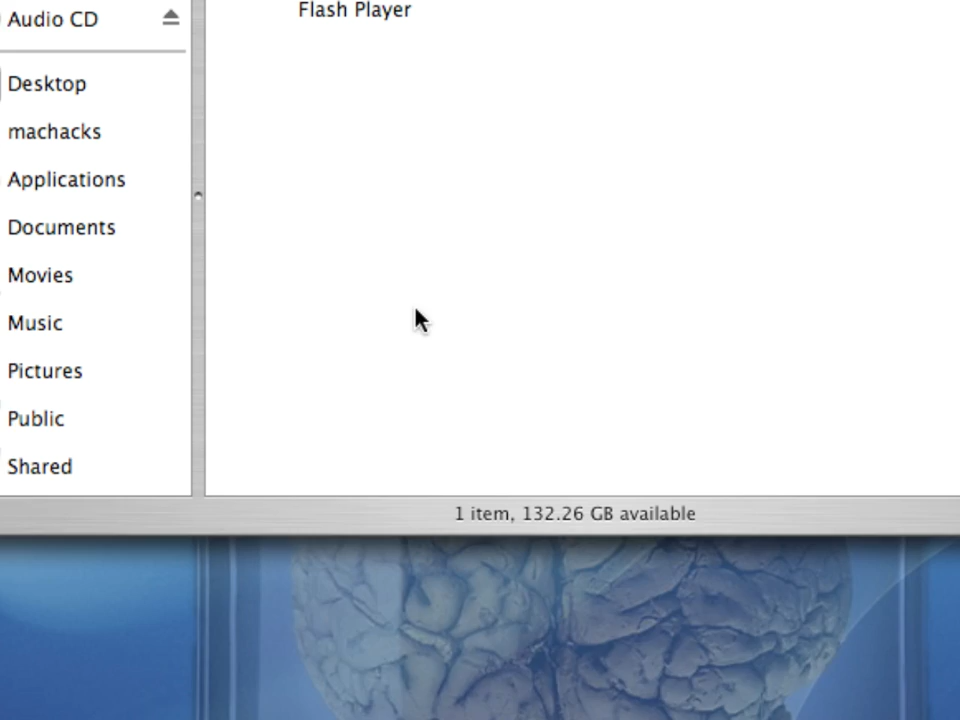 Audio CD
Flash Player
Desktop
machacks
Applications
Documents
Movies
Music
Pictures
Public
Shared
1 item, 132.26 GB available